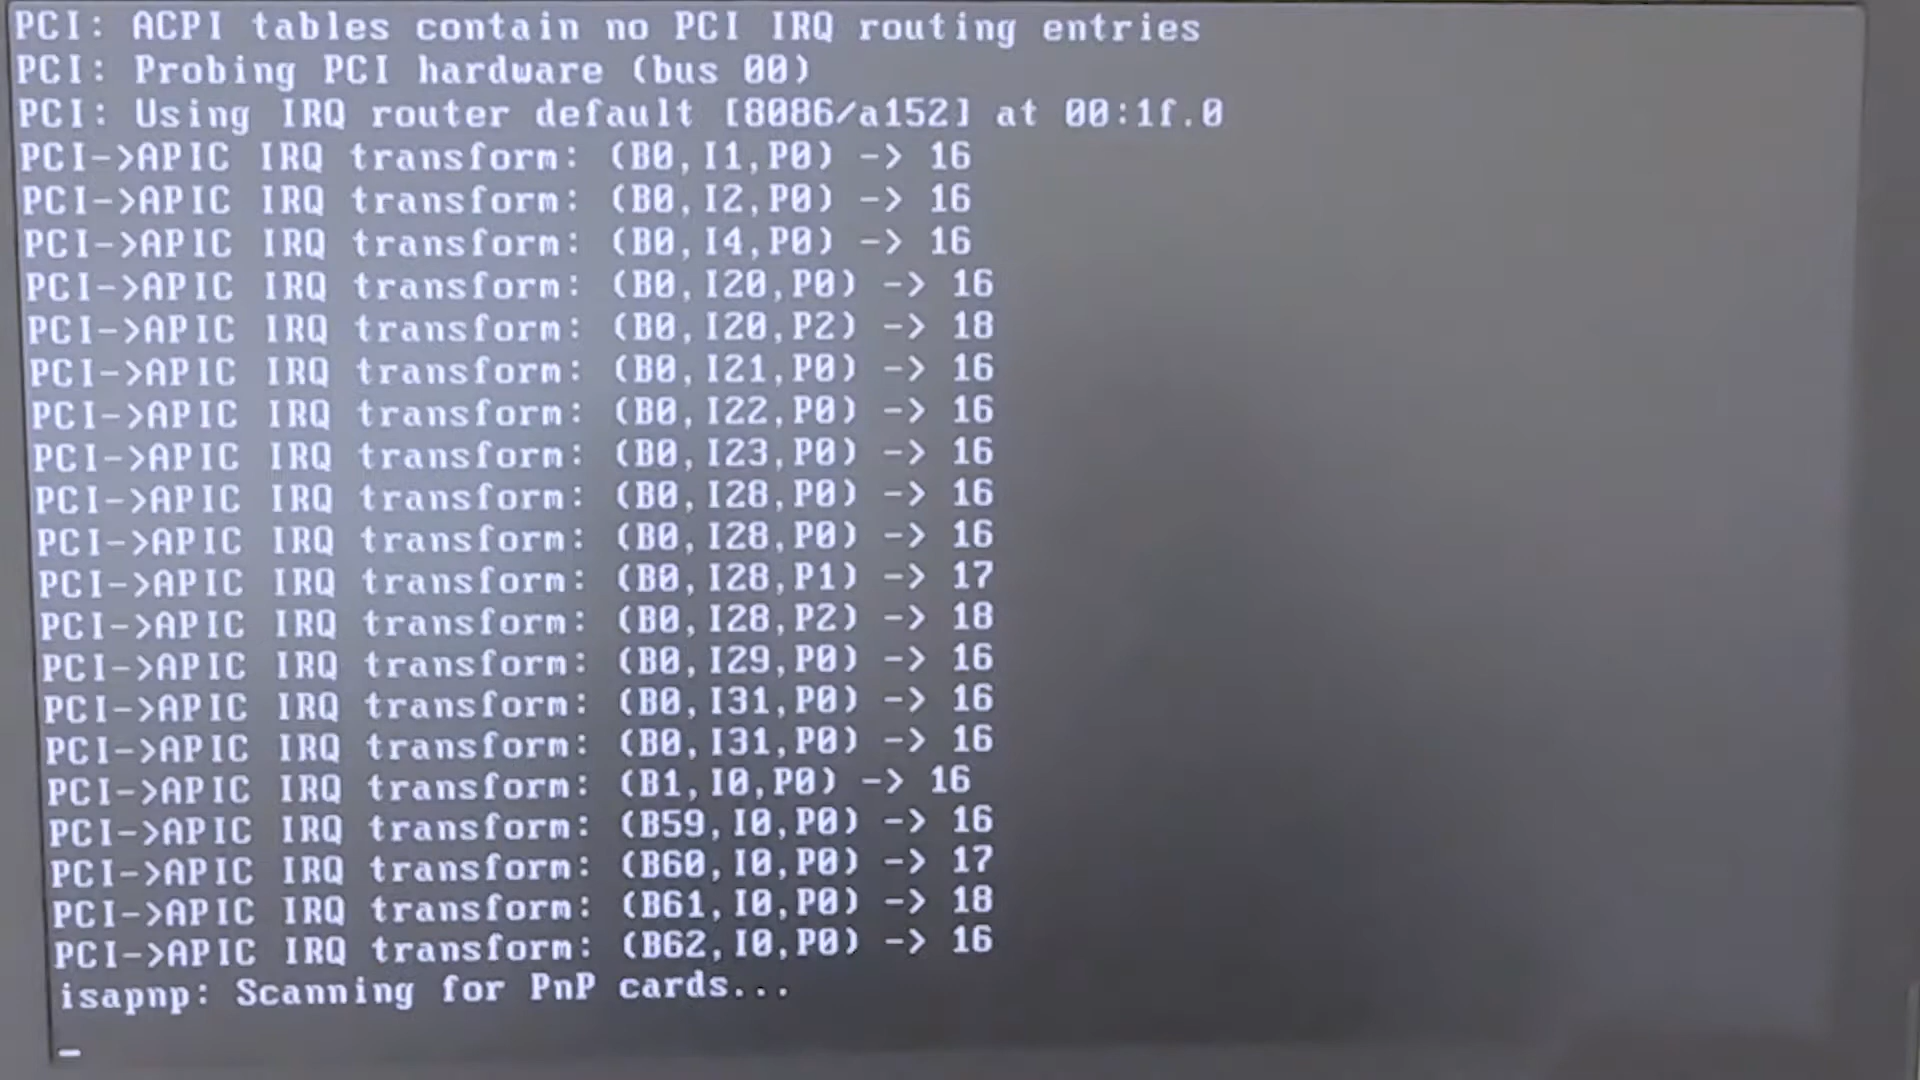 PCI: ACPI tables contain no PCI IRQ routing entries
PCI: Probing PCI hardware (bus 00)
PCI: Using IRQ router default [8086/a152] at 00:1f.0
PCI->APIC IRQ transform: (B0,I1,P0) -> 16
PCI->APIC IRQ transform: (B0,I2,P0) -> 16
PCI->APIC IRQ transform: (B0,I4,P0) -> 16
PCI->APIC IRQ transform: (B0,I20,P0) -> 16
PCI->APIC IRQ transform: (B0,I20,P2) -> 18
PCI->APIC IRQ transform: (B0,I21,P0) -> 16
PCI->APIC IRQ transform: (B0,I22,P0) -> 16
PCI->APIC IRQ transform: (B0,I23,P0) -> 16
PCI->APIC IRQ transform: (B0,I28,P0) -> 16
PCI->APIC IRQ transform: (B0,I28,P0) -> 16
PCI->APIC IRQ transform: (B0,I28,P1) -> 17
PCI->APIC IRQ transform: (B0,I28,P2) -> 18
PCI->APIC IRQ transform: (B0,I29,P0) -> 16
PCI->APIC IRQ transform: (B0,I31,P0) -> 16
PCI->APIC IRQ transform: (B0,I31,P0) -> 16
PCI->APIC IRQ transform: (B1,I0,P0) -> 16
PCI->APIC IRQ transform: (B59,I0,P0) -> 16
PCI->APIC IRQ transform: (B60,I0,P0) -> 17
PCI->APIC IRQ transform: (B61,I0,P0) -> 18
PCI->APIC IRQ transform: (B62,I0,P0) -> 16
isapnp: Scanning for PnP cards...